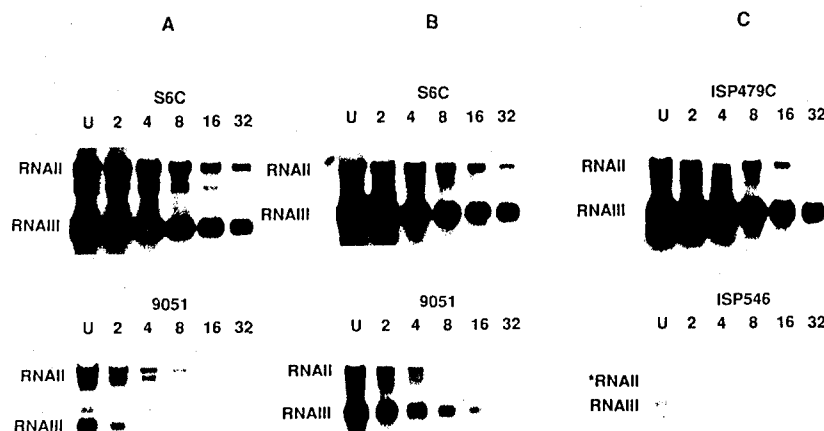 A B C
S6C S6C ISP479C
U 2 4 8 16 32 U 2 4 8 16 32 U 2 4 8 16 32
RNAII RNAII RNAII
RNAIII RNAIII RNAIII
9051 9051 ISP546
U 2 4 8 16 32 U 2 4 8 16 32 U 2 4 8 16 32
RNAII RNAII *RNAII
RNAIII RNAIII RNAIII